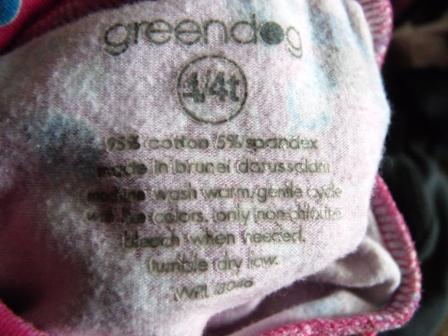 greendog
4/4t
95% cotton 5% spandex
made in brunei darussalam
machine wash warm/gentle cycle
with like colors. only non-chlorine
bleach when needed.
tumble dry low.
WPL